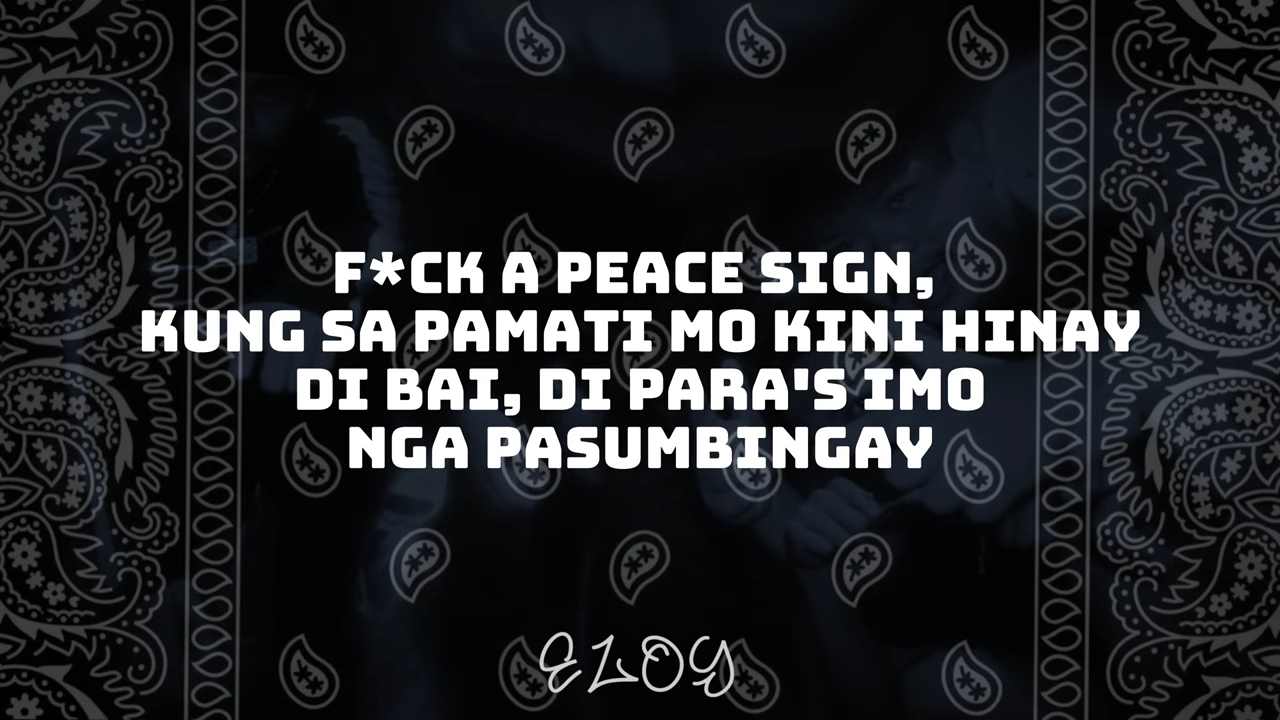 F*CK A PEACE SIGN,
KUNG SA PAMATI MO KINI HINAY
DI BAI, DI PARA'S IMO
NGA PASUMBINGAY
ELOY